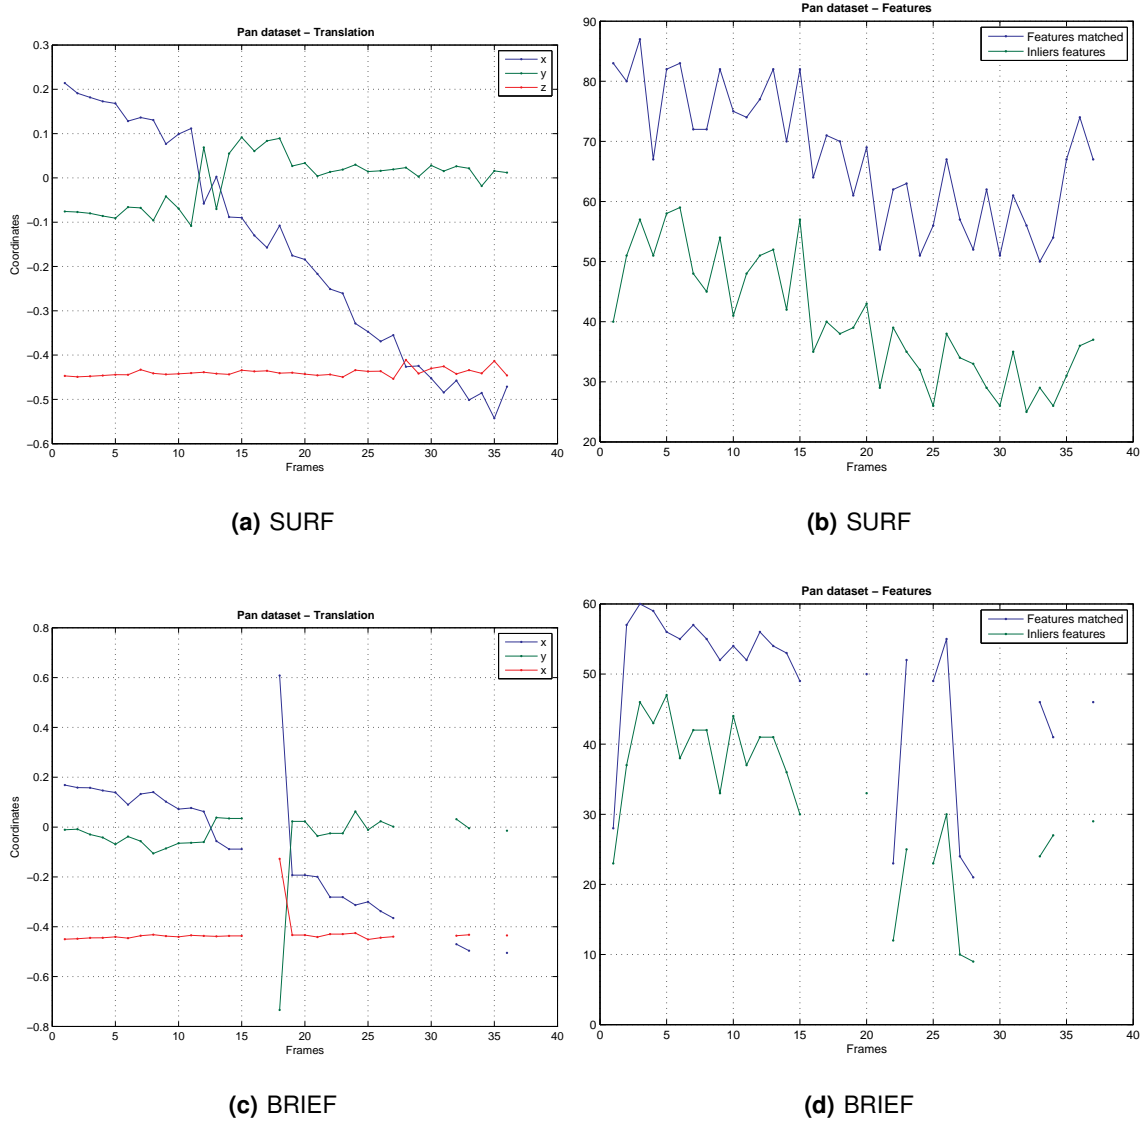 Pan dataset − Translation
0.3
0.2
0.1
0
−0.1
−0.2
−0.3
−0.4
−0.5
−0.6
Coordinates
0 5 10 15 20 25 30 35 40
Frames
x
y
z
(a) SURF
Pan dataset − Features
90
80
70
60
50
40
30
20
0 5 10 15 20 25 30 35 40
Frames
Features matched
Inliers features
(b) SURF
Pan dataset − Translation
0.8
0.6
0.4
0.2
0
−0.2
−0.4
−0.6
−0.8
Coordinates
0 5 10 15 20 25 30 35 40
Frames
x
y
x
(c) BRIEF
Pan dataset − Features
60
50
40
30
20
10
0
0 5 10 15 20 25 30 35 40
Frames
Features matched
Inliers features
(d) BRIEF